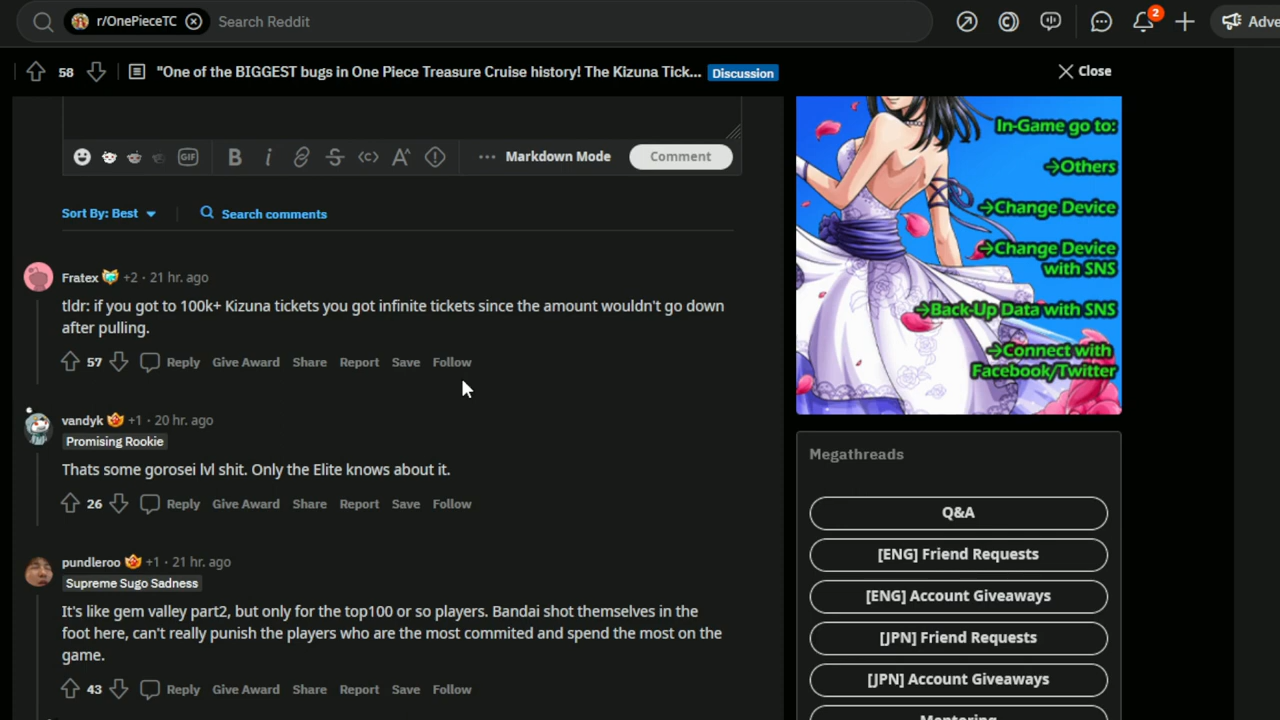 r/OnePieceTC Search Reddit
2
Adve
58 "One of the BIGGEST bugs in One Piece Treasure Cruise history! The Kizuna Tick... Discussion
Close
GIF B i S A Markdown Mode Comment
Sort By: Best Search comments
Fratex +2 · 21 hr. ago
tldr: if you got to 100k+ Kizuna tickets you got infinite tickets since the amount wouldn't go down
after pulling.
57 Reply Give Award Share Report Save Follow
vandyk +1 · 20 hr. ago
Promising Rookie
Thats some gorosei lvl shit. Only the Elite knows about it.
26 Reply Give Award Share Report Save Follow
pundleroo +1 · 21 hr. ago
Supreme Sugo Sadness
It's like gem valley part2, but only for the top100 or so players. Bandai shot themselves in the
foot here, can't really punish the players who are the most commited and spend the most on the
game.
43 Reply Give Award Share Report Save Follow
In-Game go to:
→Others
→Change Device
→Change Device
with SNS
→Back-Up Data with SNS
→Connect with
Facebook/Twitter
Megathreads
Q&A
[ENG] Friend Requests
[ENG] Account Giveaways
[JPN] Friend Requests
[JPN] Account Giveaways
Mentoring